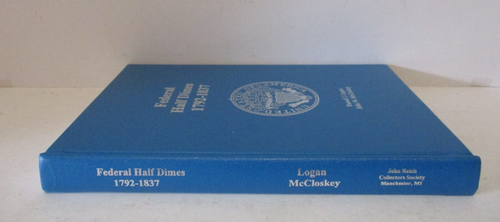 Federal
Half Dimes
1792-1837
Federal Half Dimes
1792-1837
Logan
McCloskey
John Reich
Collectors Society
Manchester, MI